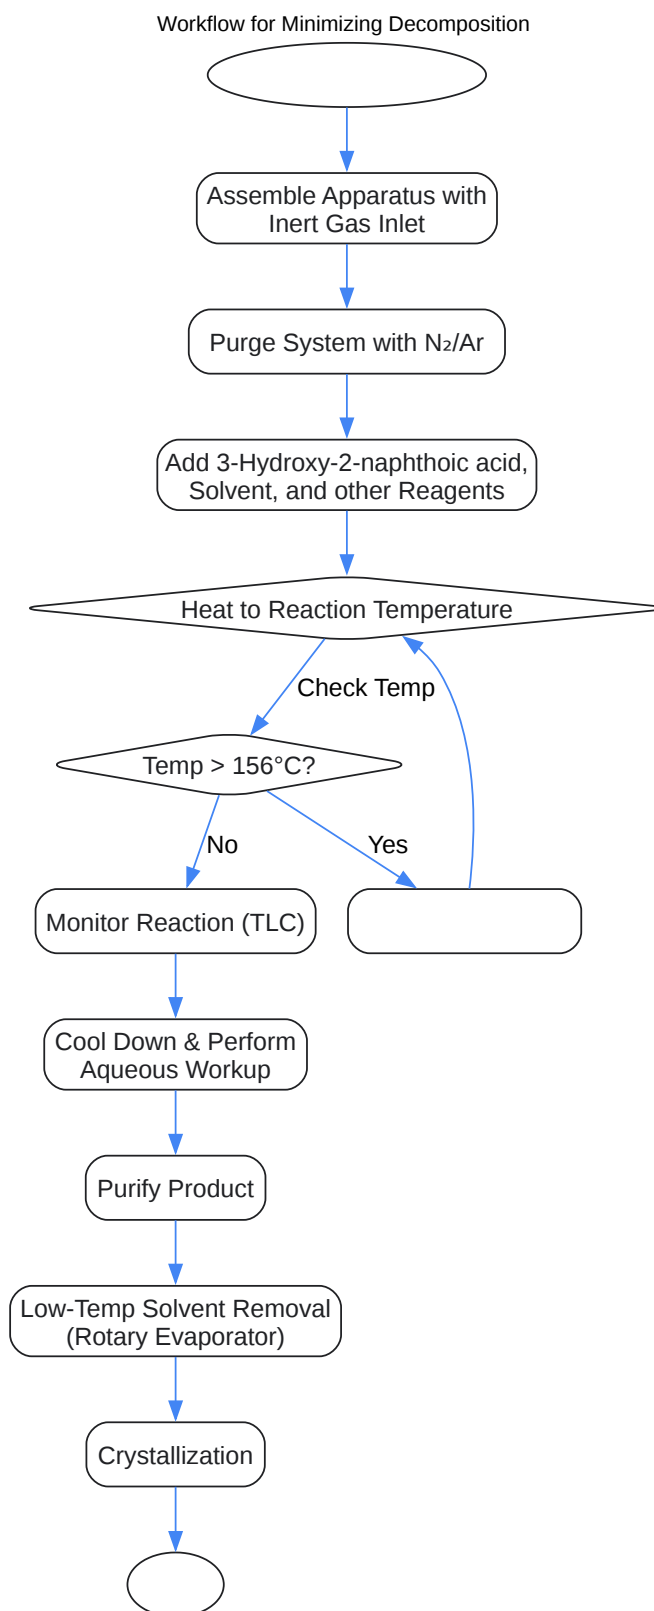 Workflow for Minimizing Decomposition
Assemble Apparatus with
Inert Gas Inlet
Purge System with N₂/Ar
Add 3-Hydroxy-2-naphthoic acid,
Solvent, and other Reagents
Heat to Reaction Temperature
Check Temp
Temp > 156°C?
No
Yes
Monitor Reaction (TLC)
Cool Down & Perform
Aqueous Workup
Purify Product
Low-Temp Solvent Removal
(Rotary Evaporator)
Crystallization